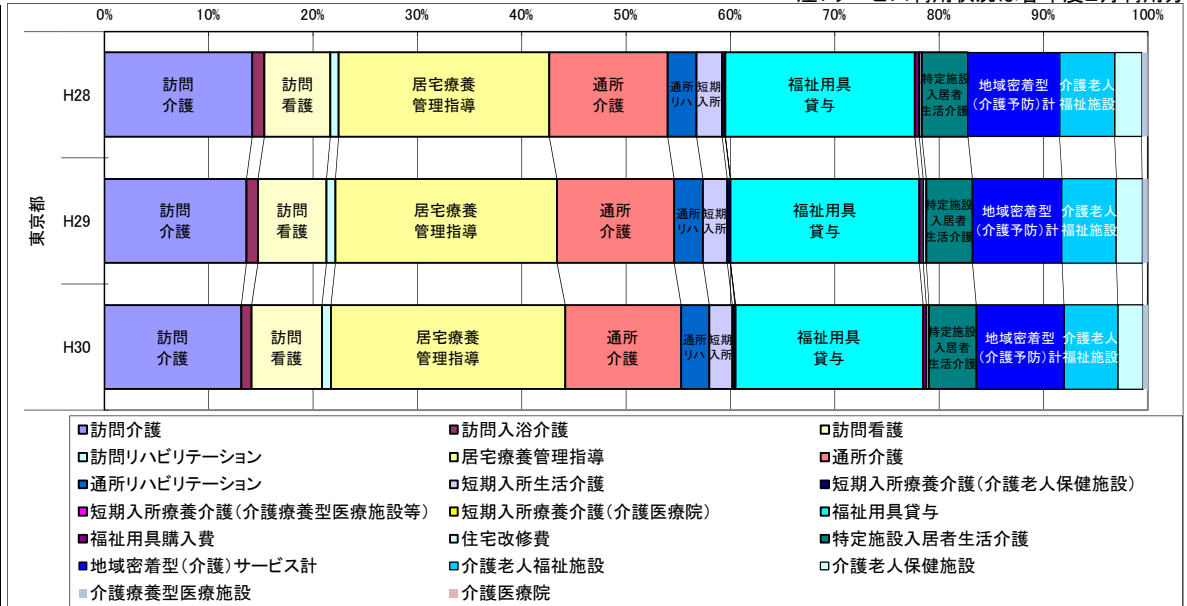 0% 10% 20% 30% 40% 50% 60% 70% 80% 90% 100%
東京都
H28
訪問
介護
訪問
看護
居宅療養
管理指導
通所
介護
通所
リハ
短期
入所
福祉用具
貸与
特定施設
入居者
生活介護
地域密着型
(介護予防)計
介護老人
福祉施設
H29
訪問
介護
訪問
看護
居宅療養
管理指導
通所
介護
通所
リハ
短期
入所
福祉用具
貸与
特定施設
入居者
生活介護
地域密着型
(介護予防)計
介護老人
福祉施設
H30
訪問
介護
訪問
看護
居宅療養
管理指導
通所
介護
通所
リハ
短期
入所
福祉用具
貸与
特定施設
入居者
生活介護
地域密着型
(介護予防)計
介護老人
福祉施設
訪問介護 訪問入浴介護 訪問看護
訪問リハビリテーション 居宅療養管理指導 通所介護
通所リハビリテーション 短期入所生活介護 短期入所療養介護(介護老人保健施設)
短期入所療養介護(介護療養型医療施設等) 短期入所療養介護(介護医療院) 福祉用具貸与
福祉用具購入費 住宅改修費 特定施設入居者生活介護
地域密着型(介護)サービス計 介護老人福祉施設 介護老人保健施設
介護療養型医療施設 介護医療院